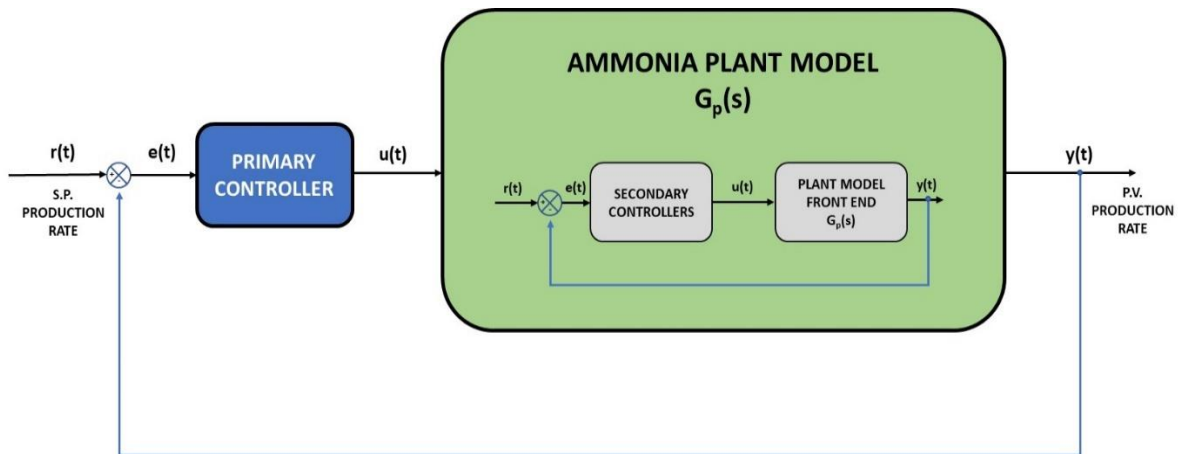 AMMONIA PLANT MODEL
Gₚ(s)
r(t)
e(t)
PRIMARY
CONTROLLER
u(t)
y(t)
S.P.
PRODUCTION
RATE
r(t)
e(t)
SECONDARY
CONTROLLERS
u(t)
PLANT MODEL
FRONT END
Gₚ(s)
y(t)
P.V.
PRODUCTION
RATE